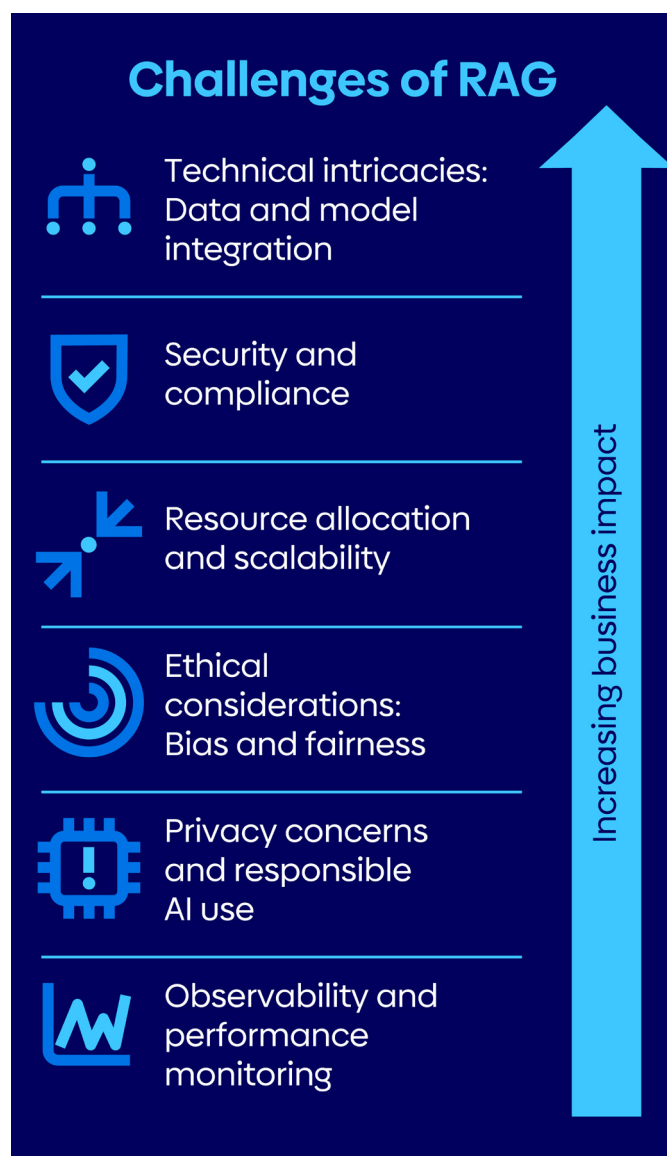 Challenges of RAG
Technical intricacies:
Data and model
integration
Security and
compliance
Resource allocation
and scalability
Ethical
considerations:
Bias and fairness
Privacy concerns
and responsible
AI use
Observability and
performance
monitoring
Increasing business impact